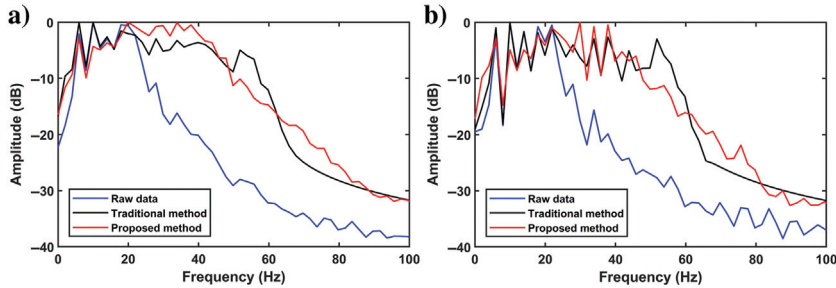 a)
Amplitude (dB)
0
−10
−20
−30
−40
Raw data
Traditional method
Proposed method
0 20 40 60 80 100
Frequency (Hz)
b)
Amplitude (dB)
0
−10
−20
−30
−40
Raw data
Traditional method
Proposed method
0 20 40 60 80 100
Frequency (Hz)